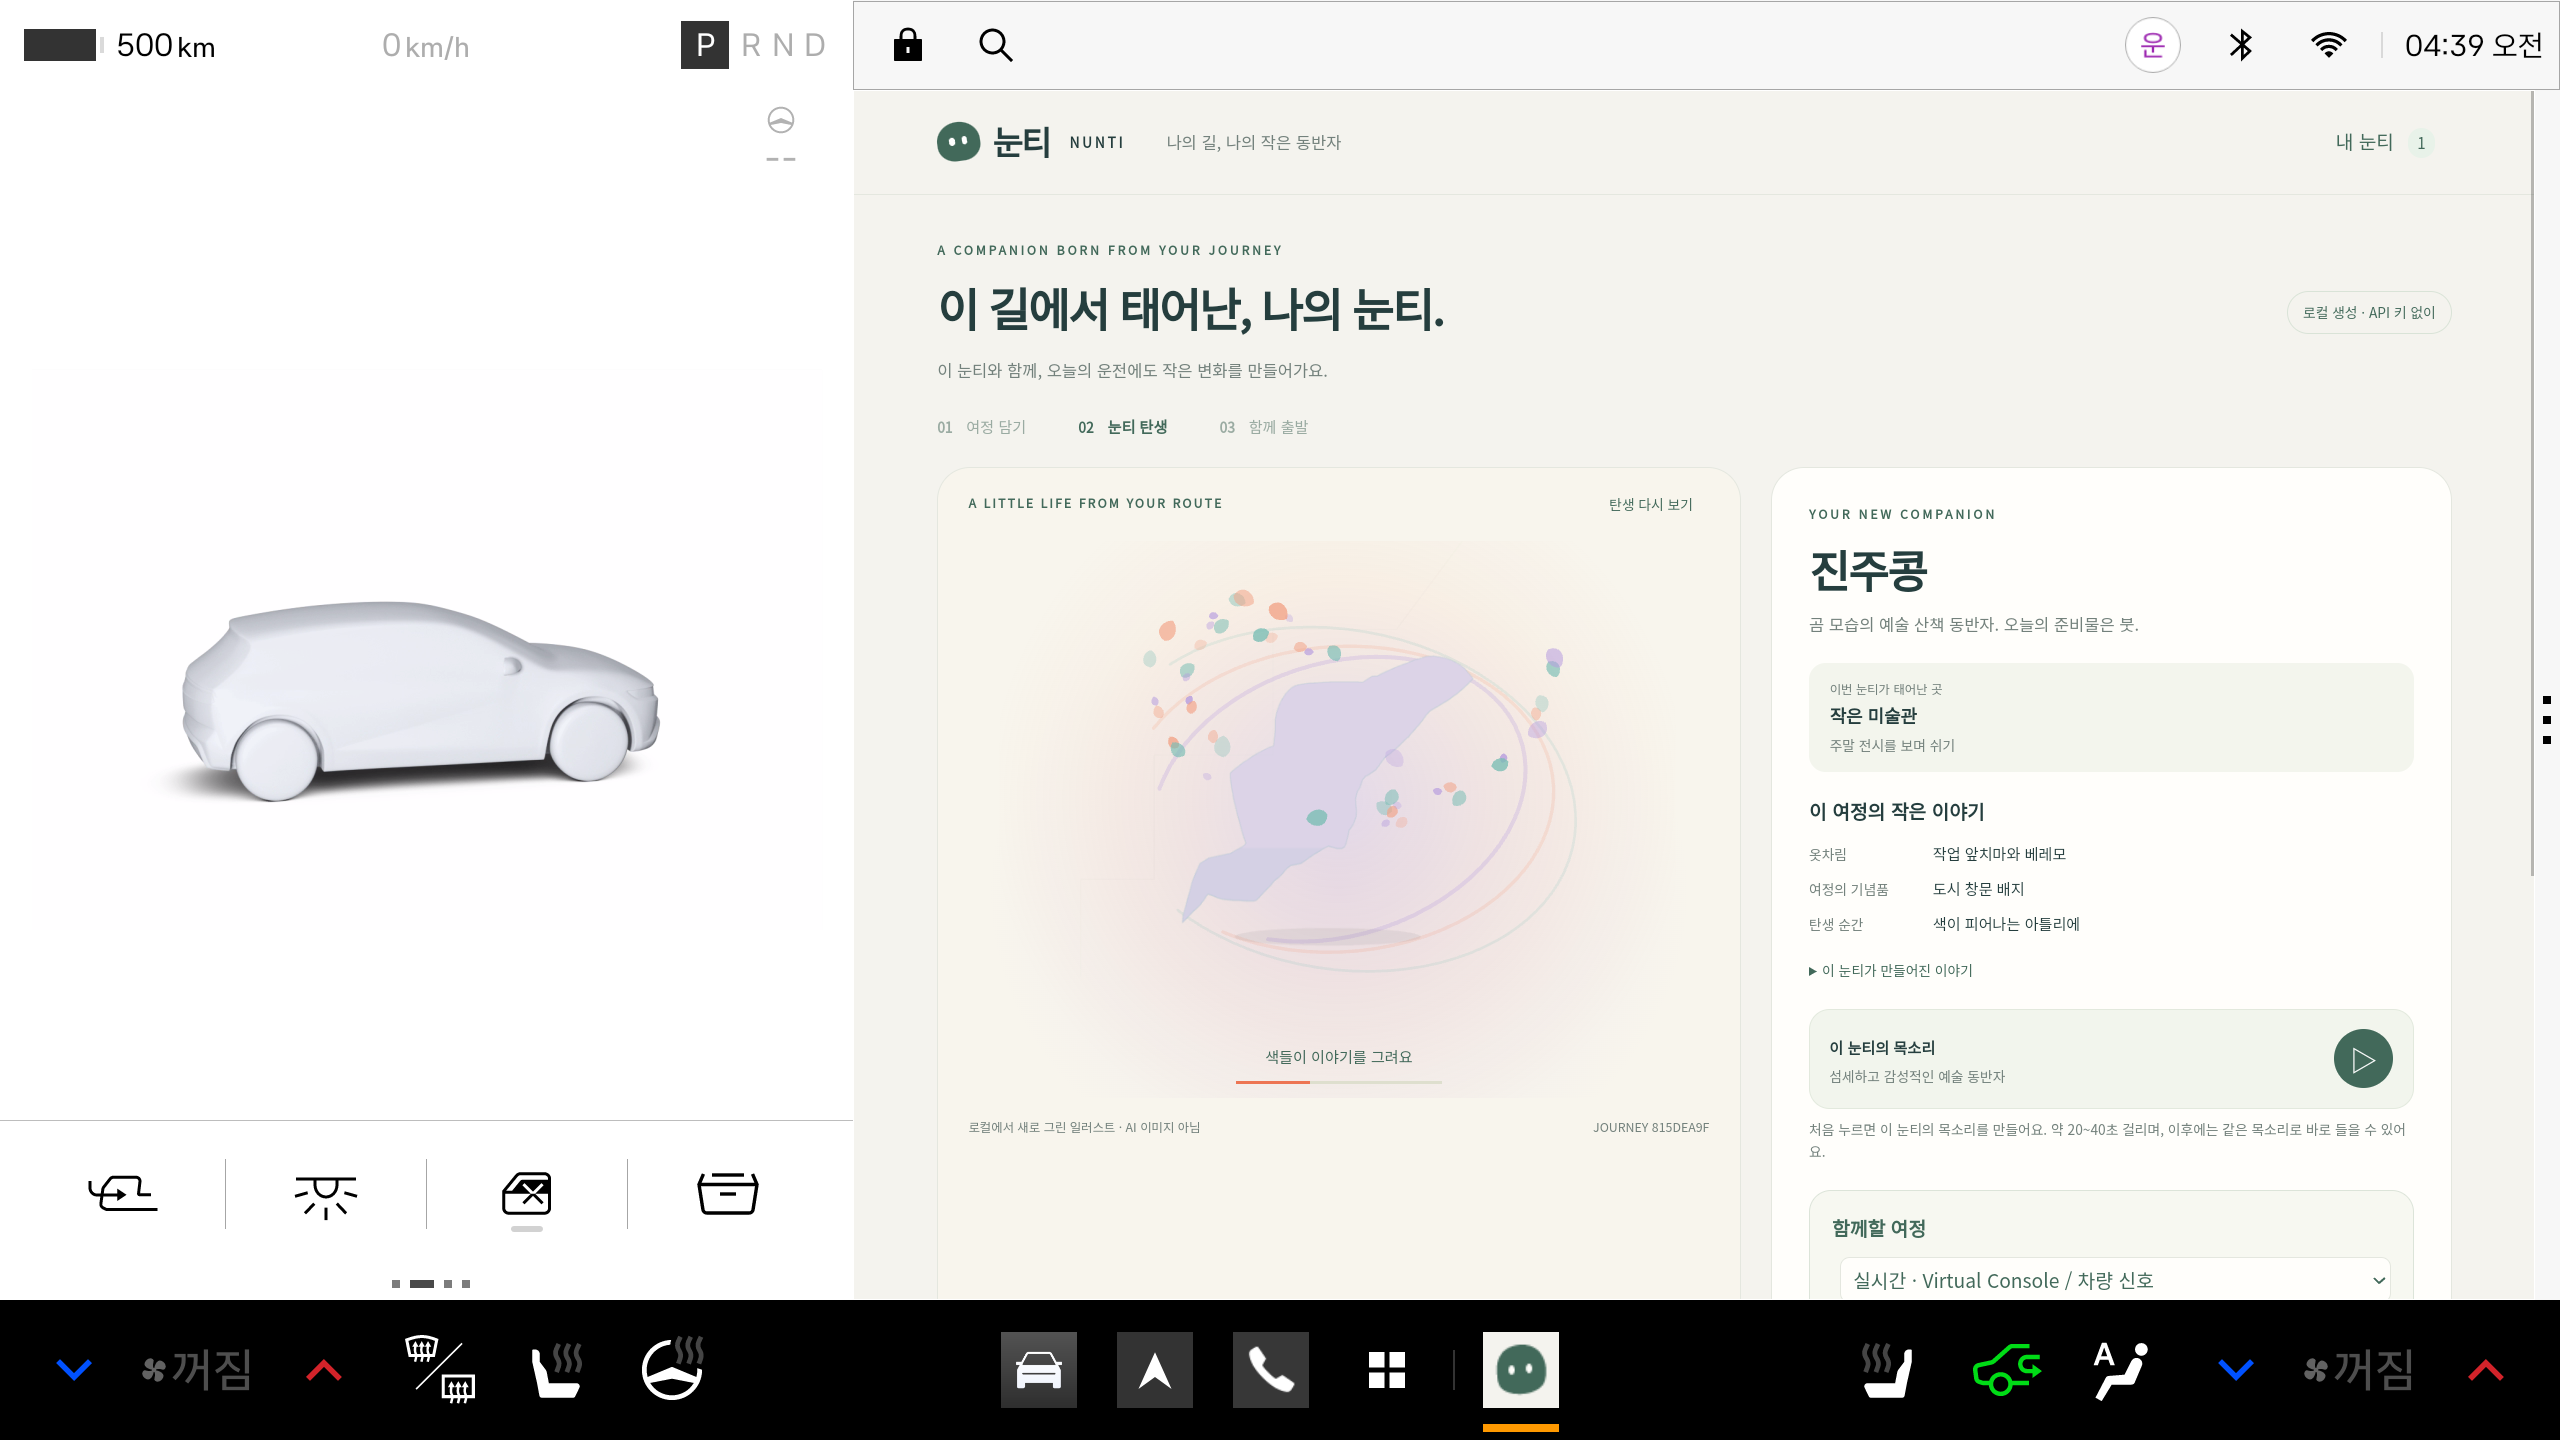 500 km
0 km/h
P R N D
운
04:39 오전
눈티 NUNTI 나의 길, 나의 작은 동반자
내 눈티 1
A COMPANION BORN FROM YOUR JOURNEY
이 길에서 태어난, 나의 눈티.
로컬 생성 · API 키 없이
이 눈티와 함께, 오늘의 운전에도 작은 변화를 만들어가요.
01 여정 담기 02 눈티 탄생 03 함께 출발
A LITTLE LIFE FROM YOUR ROUTE
탄생 다시 보기
색들이 이야기를 그려요
로컬에서 새로 그린 일러스트 · AI 이미지 아님
JOURNEY 815DEA9F
YOUR NEW COMPANION
진주콩
곰 모습의 예술 산책 동반자. 오늘의 준비물은 붓.
이번 눈티가 태어난 곳
작은 미술관
주말 전시를 보며 쉬기
이 여정의 작은 이야기
옷차림 작업 앞치마와 베레모
여정의 기념품 도시 창문 배지
탄생 순간 색이 피어나는 아틀리에
▶ 이 눈티가 만들어진 이야기
이 눈티의 목소리
섬세하고 감성적인 예술 동반자
처음 누르면 이 눈티의 목소리를 만들어요. 약 20~40초 걸리며, 이후에는 같은 목소리로 바로 들을 수 있어
요.
함께할 여정
실시간 · Virtual Console / 차량 신호
꺼짐
A
꺼짐